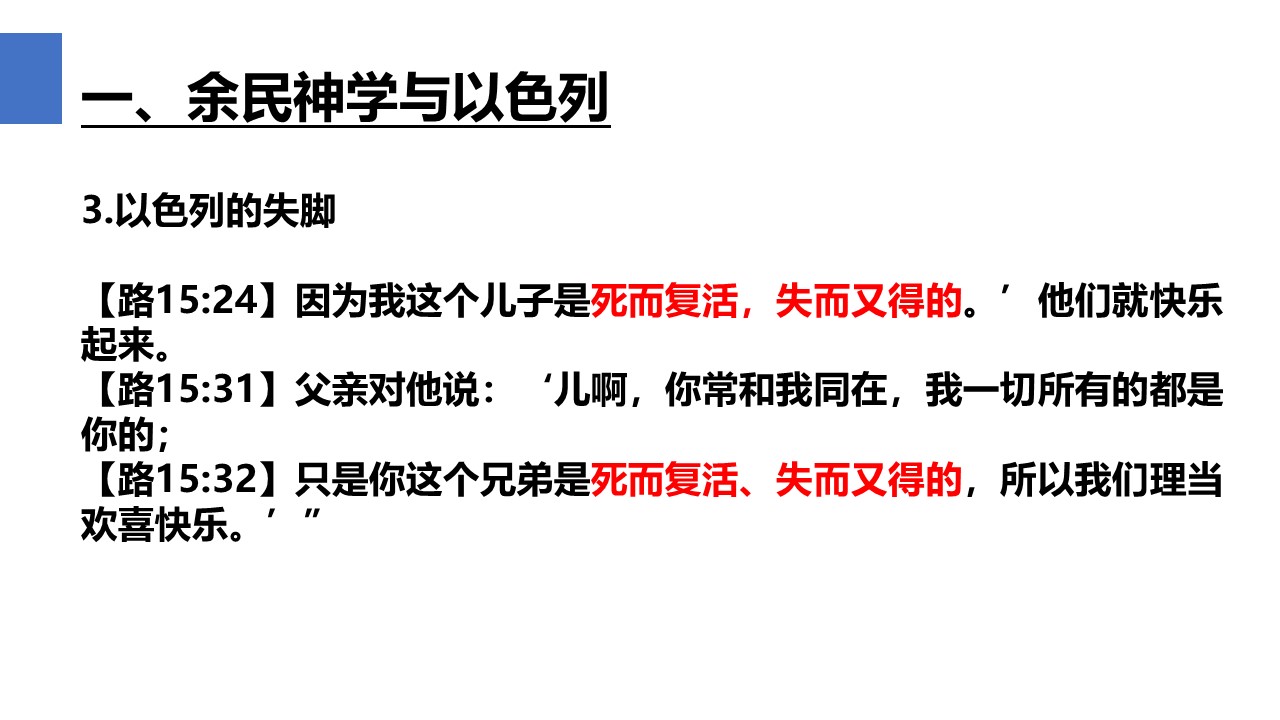 一、余民神学与以色列
3.以色列的失脚
【路15:24】因为我这个儿子是死而复活，失而又得的。’他们就快乐
起来。
【路15:31】父亲对他说：‘儿啊，你常和我同在，我一切所有的都是
你的；
【路15:32】只是你这个兄弟是死而复活、失而又得的，所以我们理当
欢喜快乐。’”